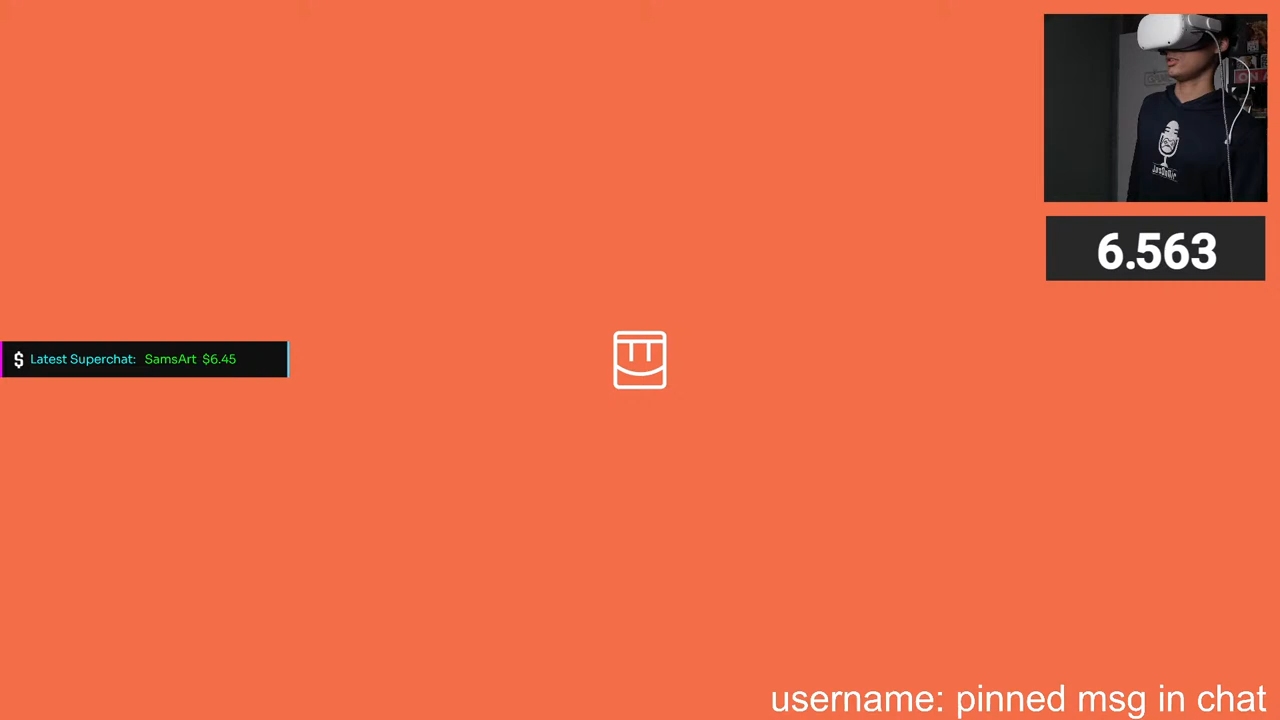 6.563
$ Latest Superchat: SamsArt $6.45
username: pinned msg in chat